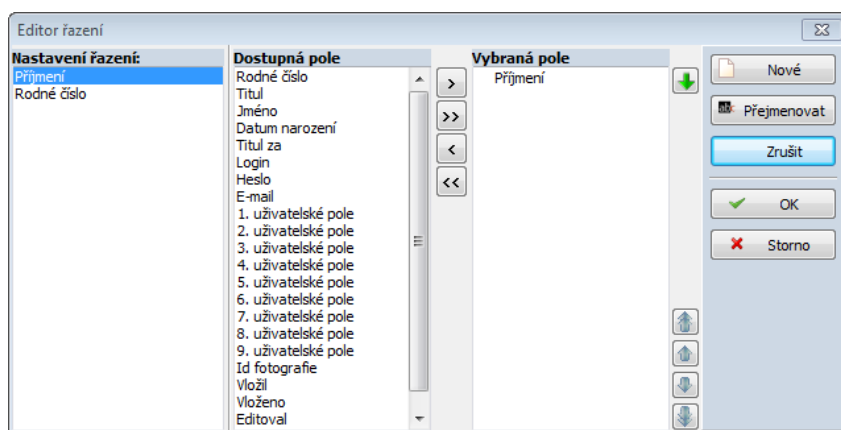 Editor řazení
Nastavení řazení:
Příjmení
Rodné číslo
Dostupná pole
Rodné číslo
Titul
Jméno
Datum narození
Titul za
Login
Heslo
E-mail
1. uživatelské pole
2. uživatelské pole
3. uživatelské pole
4. uživatelské pole
5. uživatelské pole
6. uživatelské pole
7. uživatelské pole
8. uživatelské pole
9. uživatelské pole
Id fotografie
Vložil
Vloženo
Editoval
>
>>
<
<<
Vybraná pole
Příjmení
Nové
Přejmenovat
Zrušit
OK
Storno